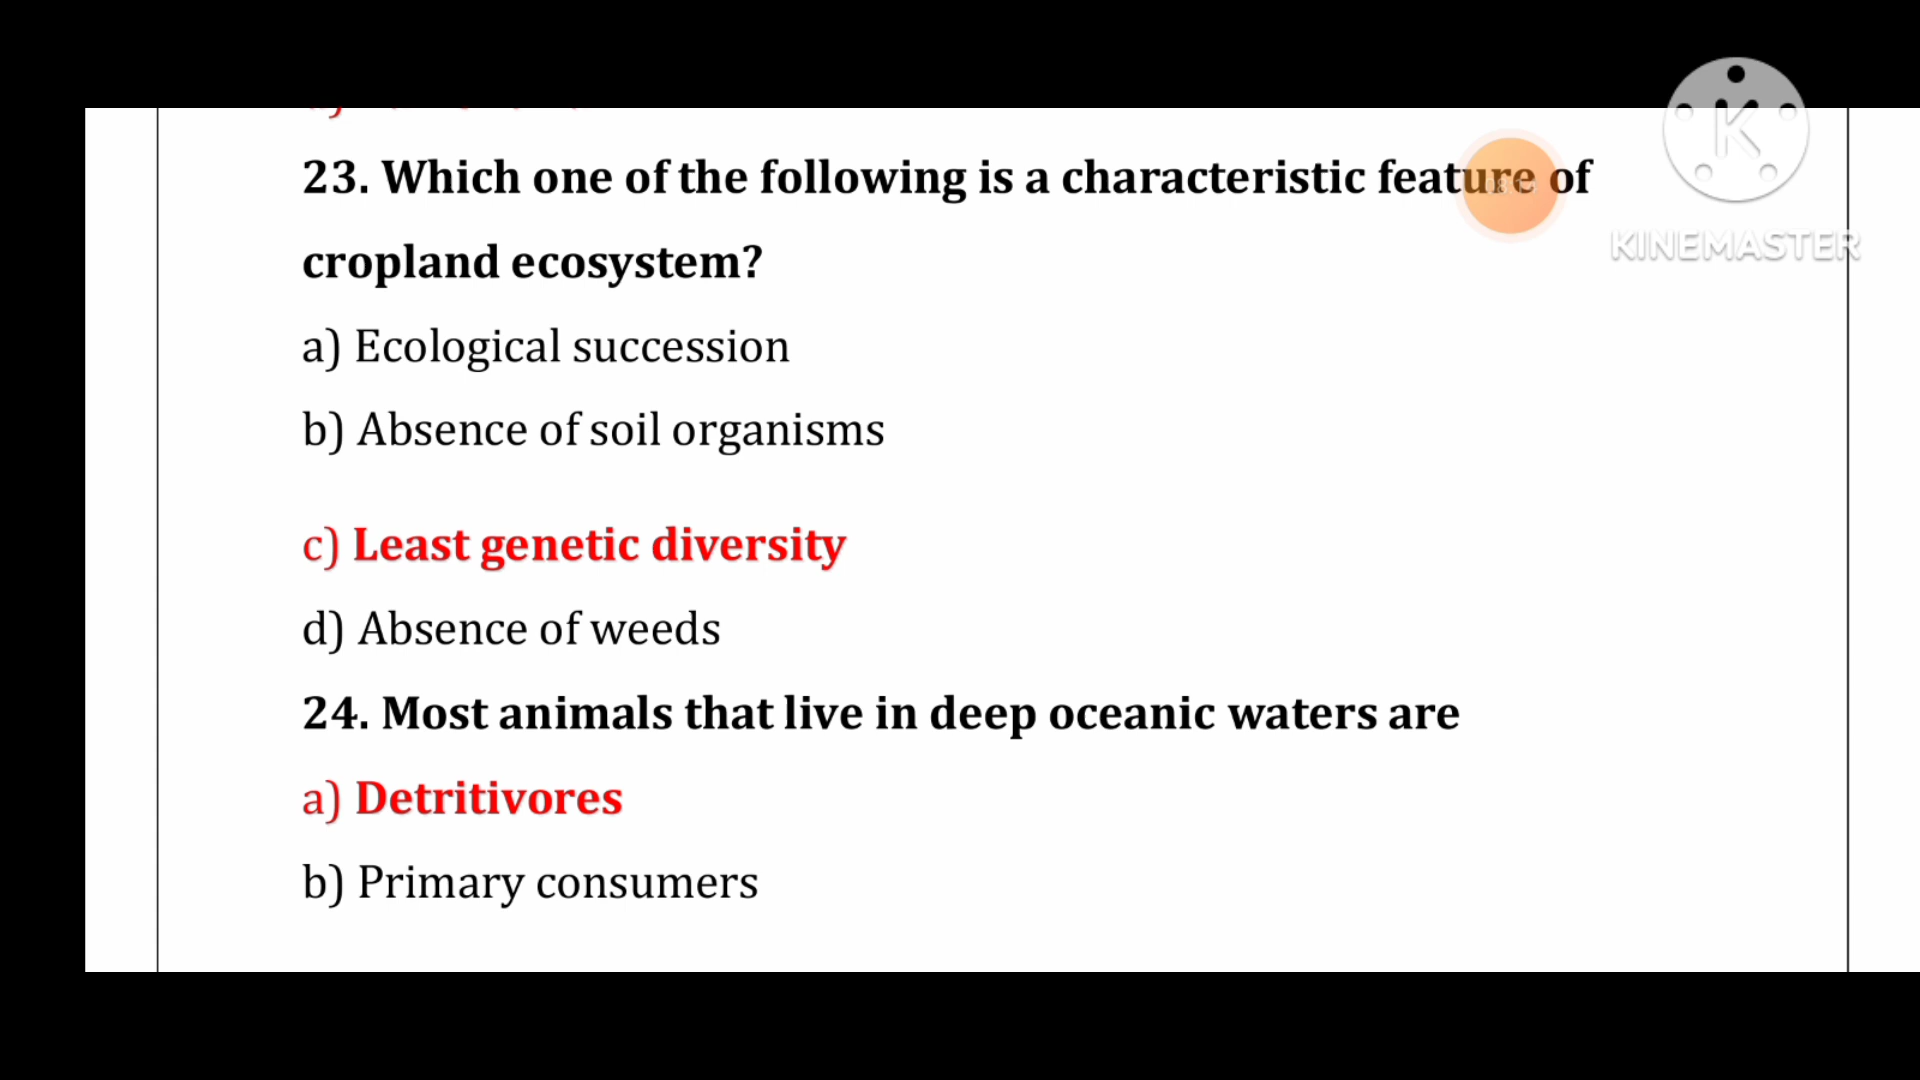 23. Which one of the following is a characteristic feature of
cropland ecosystem?
a) Ecological succession
b) Absence of soil organisms
c) Least genetic diversity
d) Absence of weeds
24. Most animals that live in deep oceanic waters are
a) Detritivores
b) Primary consumers
K
KINEMASTER